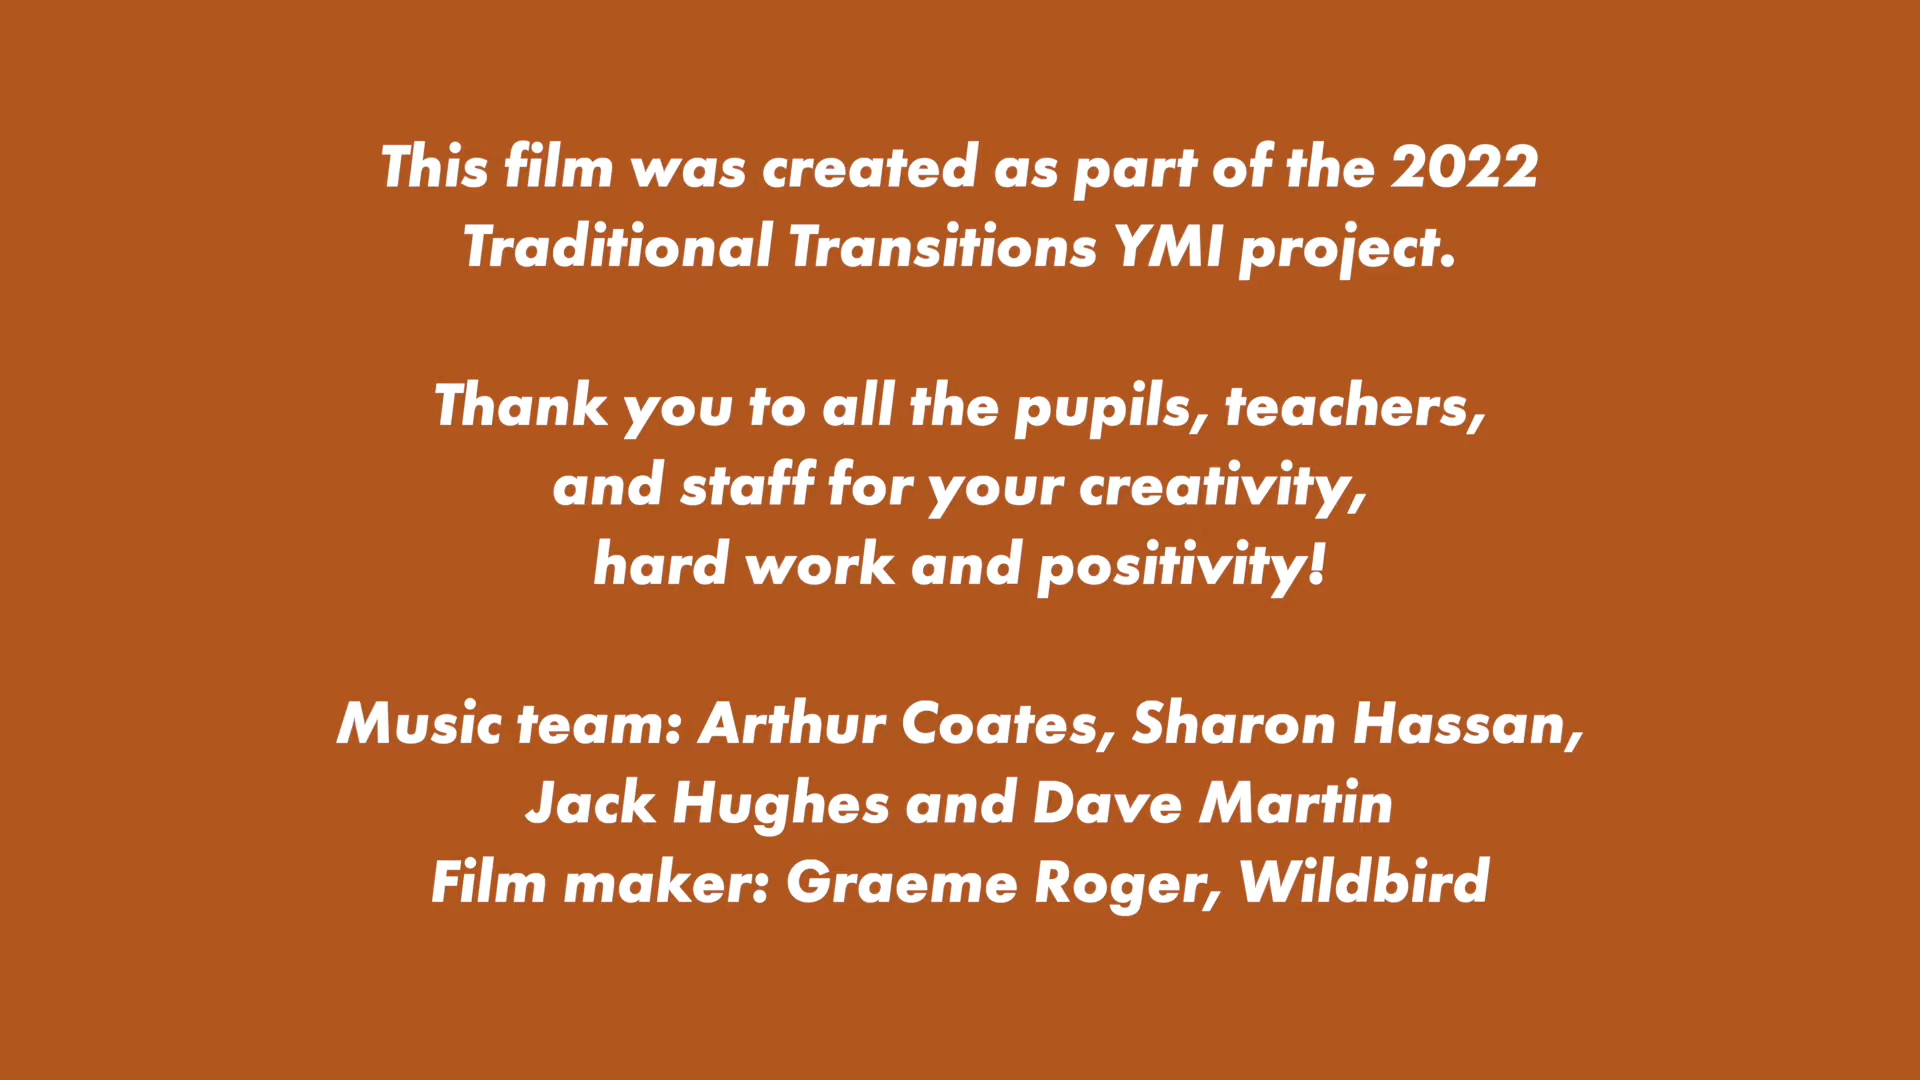 This film was created as part of the 2022
Traditional Transitions YMI project.
Thank you to all the pupils, teachers,
and staff for your creativity,
hard work and positivity!
Music team: Arthur Coates, Sharon Hassan,
Jack Hughes and Dave Martin
Film maker: Graeme Roger, Wildbird